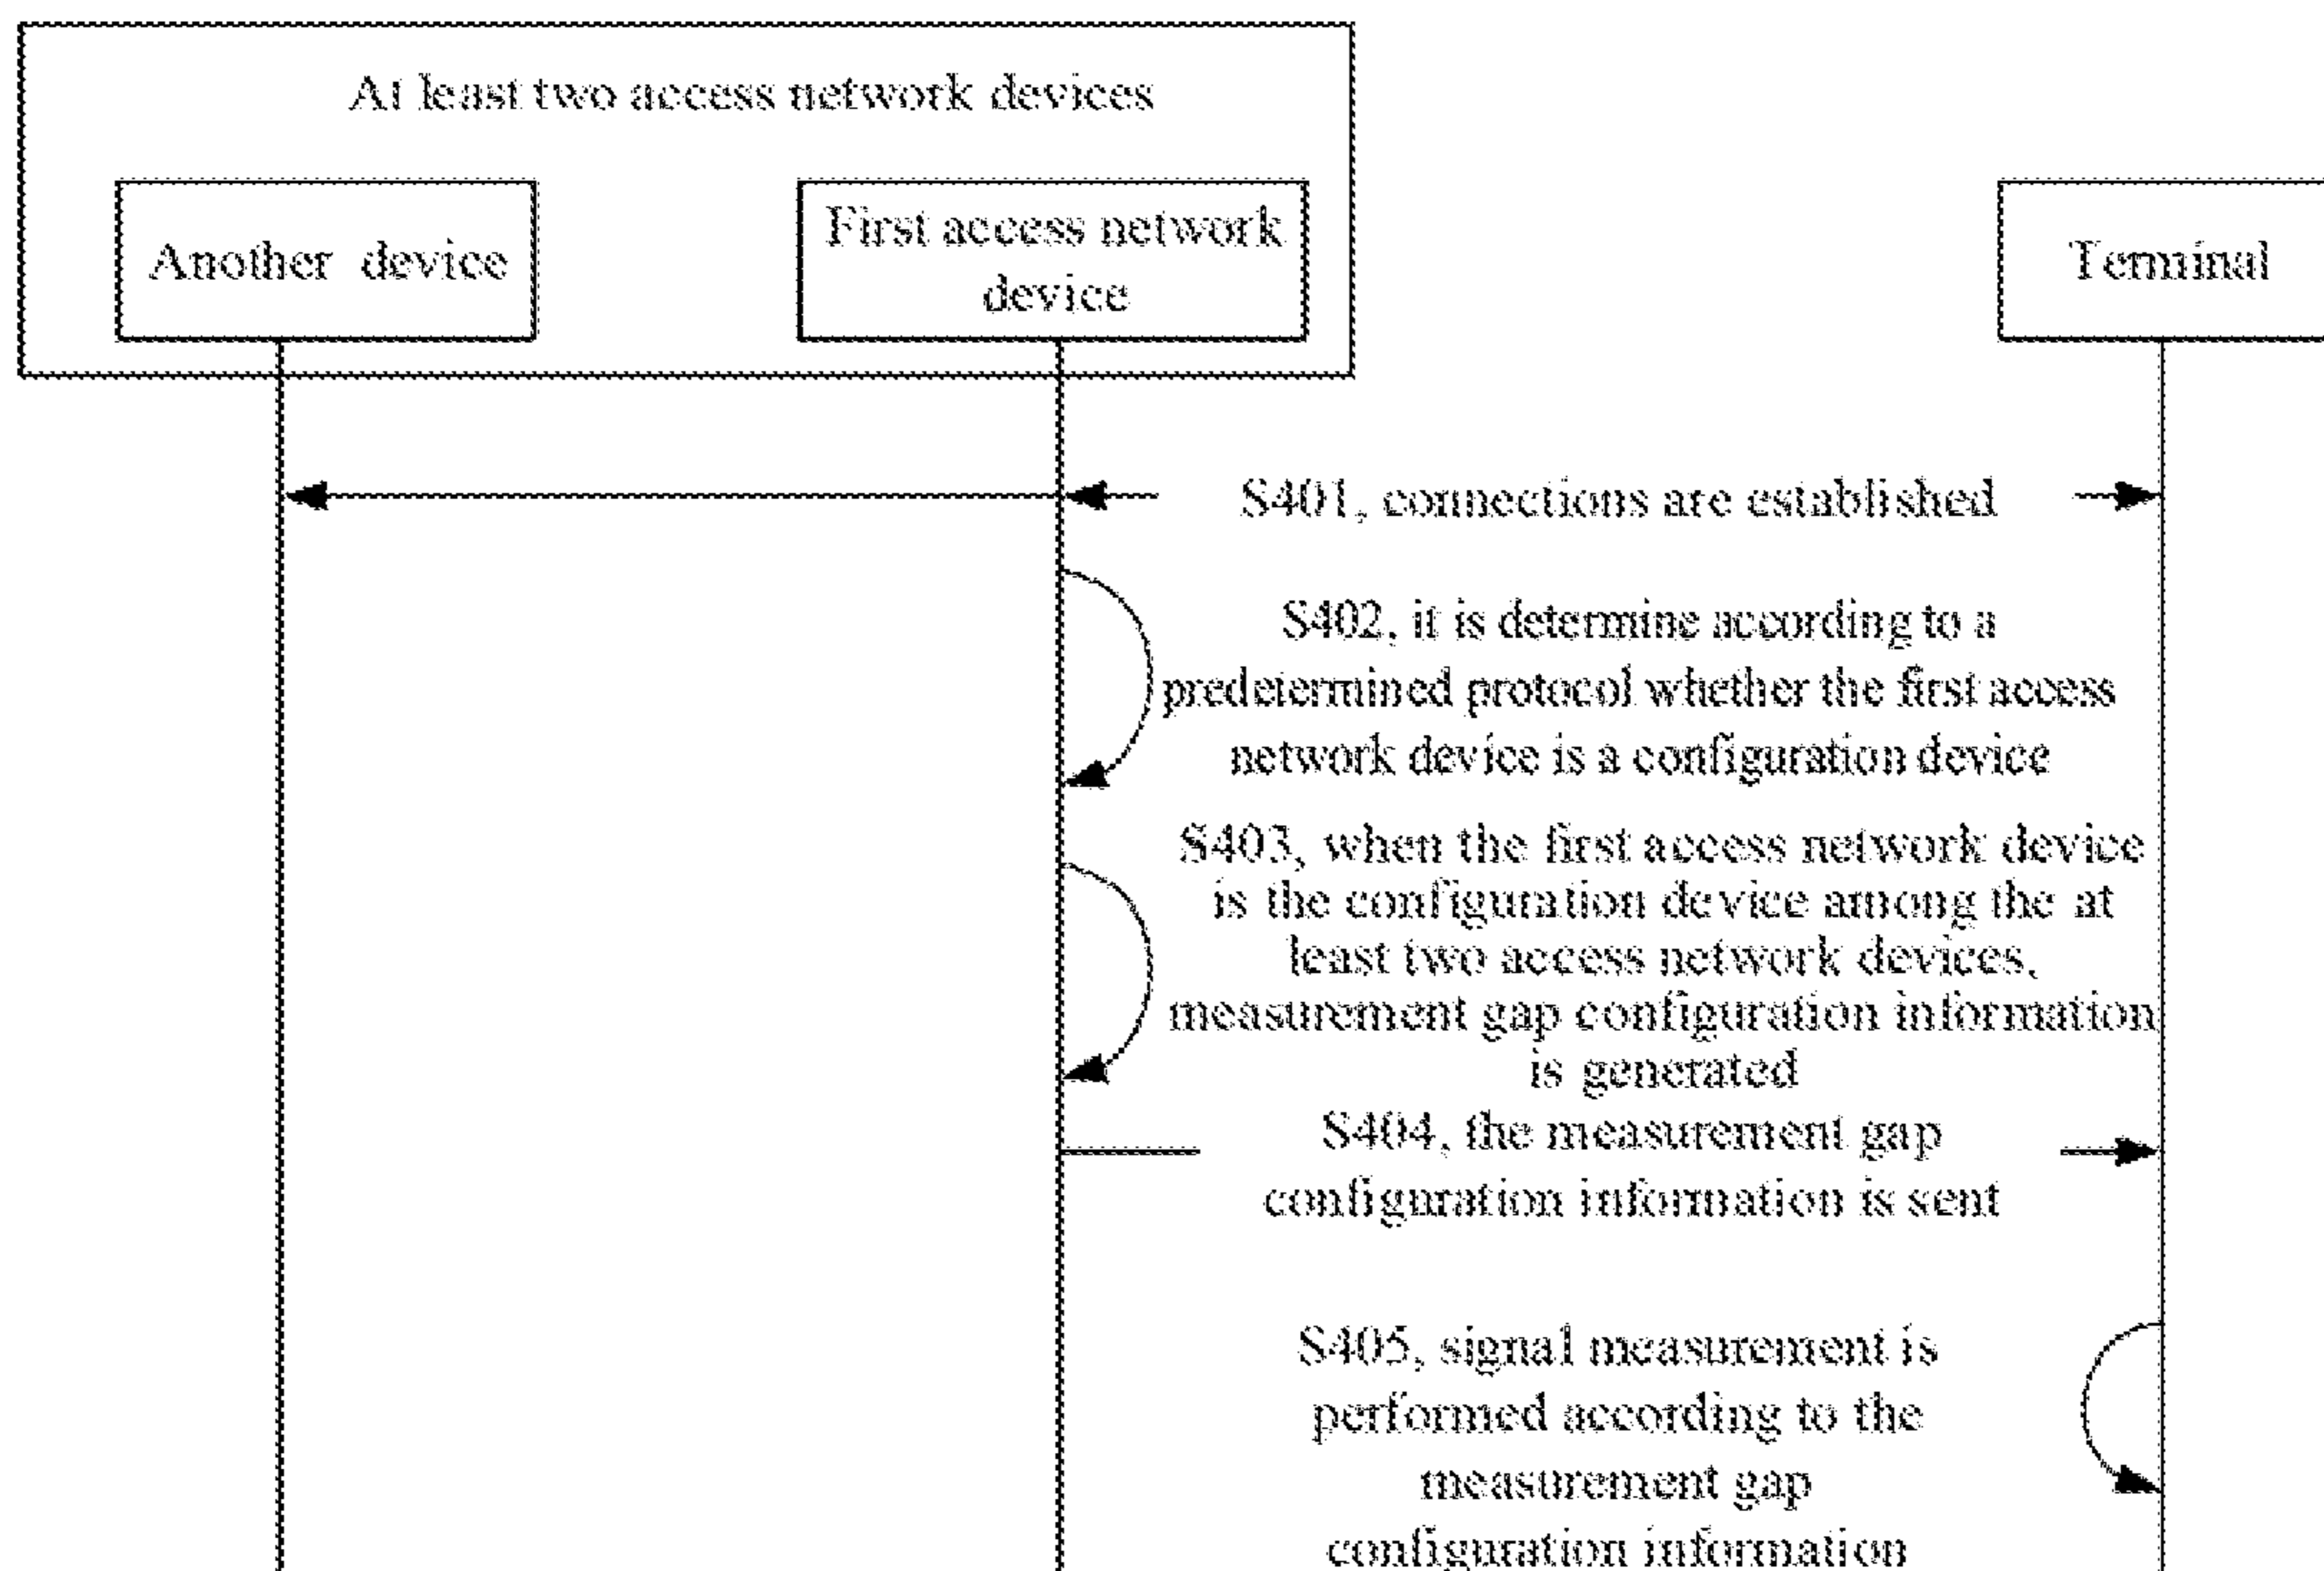 At least two access network devices
Another device
First access network
device
Terminal
S401, connections are established
S402, it is determine according to a
predetermined protocol whether the first access
network device is a configuration device
S403, when the first access network device
is the configuration device among the at
least two access network devices,
measurement gap configuration information
is generated
S404, the measurement gap
configuration information is sent
S405, signal measurement is
performed according to the
measurement gap
configuration information